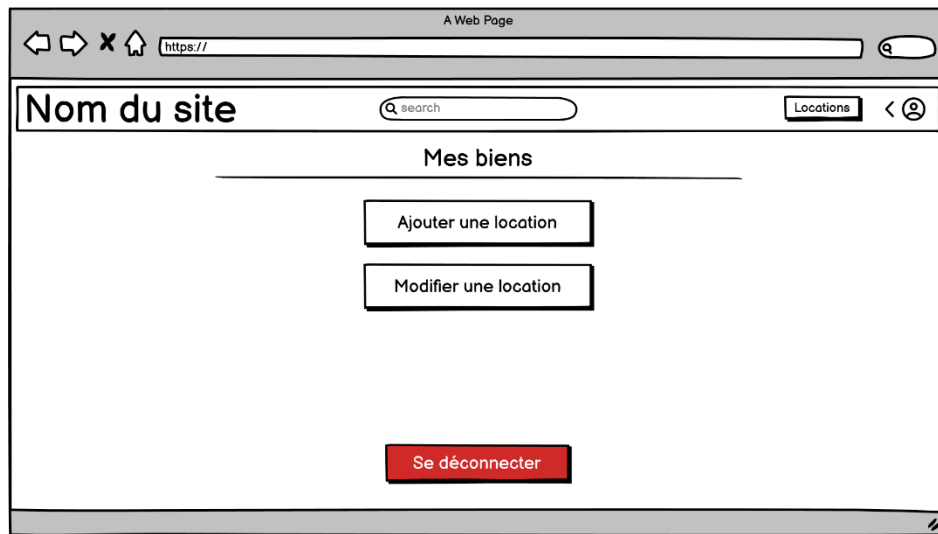 A Web Page
https://
Nom du site
search
Locations
Mes biens
Ajouter une location
Modifier une location
Se déconnecter